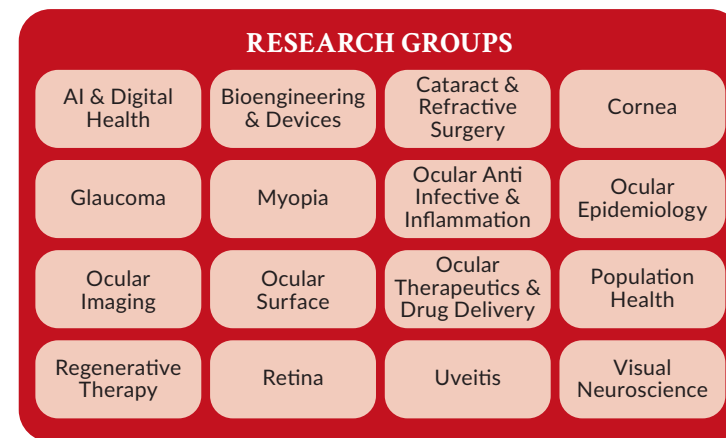 RESEARCH GROUPS
AI & Digital
Health
Bioengineering
& Devices
Cataract &
Refractive
Surgery
Cornea
Glaucoma
Myopia
Ocular Anti
Infective &
Inflammation
Ocular
Epidemiology
Ocular
Imaging
Ocular
Surface
Ocular
Therapeutics &
Drug Delivery
Population
Health
Regenerative
Therapy
Retina
Uveitis
Visual
Neuroscience